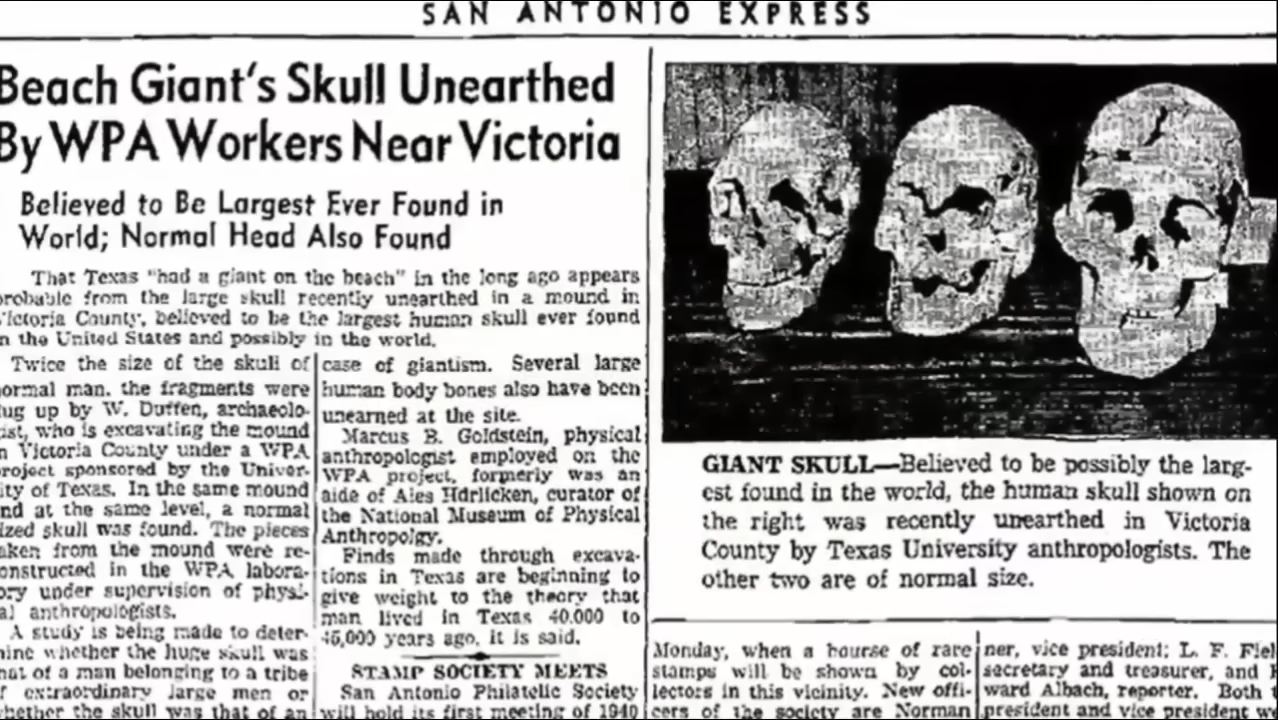 SAN ANTONIO EXPRESS
Beach Giant's Skull Unearthed
By WPA Workers Near Victoria
Believed to Be Largest Ever Found in
World; Normal Head Also Found
That Texas "had a giant on the beach" in the long ago appears
probable from the large skull recently unearthed in a mound in
Victoria County, believed to be the largest human skull ever found
n the United States and possibly in the world.
Twice the size of the skull of
ormal man, the fragments were
ug up by W. Duffen, archaeolo-
ist, who is excavating the mound
n Victoria County under a WPA
roject sponsored by the Univer-
ity of Texas. In the same mound
nd at the same level, a normal
ized skull was found. The pieces
aken from the mound were re-
onstructed in the WPA labora-
ory under supervision of physi-
al anthropologists.
A study is being made to deter-
mine whether the huge skull was
hat of a man belonging to a tribe
f extraordinary large men or
whether the skull was that of an
case of giantism. Several large
human body bones also have been
unearned at the site.
Marcus B. Goldstein, physical
anthropologist employed on the
WPA project, formerly was an
aide of Ales Hdrlicken, curator of
the National Museum of Physical
Anthropolgy.
Finds made through excava-
tions in Texas are beginning to
give weight to the theory that
man lived in Texas 40.000 to
45,000 years ago, it is said.
STAMP SOCIETY MEETS
San Antonio Philatelic Society
will hold its first meeting of 1940
GIANT SKULL—Believed to be possibly the larg-
est found in the world, the human skull shown on
the right was recently unearthed in Victoria
County by Texas University anthropologists. The
other two are of normal size.
Monday, when a bourse of rare
stamps will be shown by col-
lectors in this vicinity. New offi-
cers of the society are Norman
ner, vice president; L. F. Fiel
secretary and treasurer, and
ward Albach, reporter. Both
president and vice president we